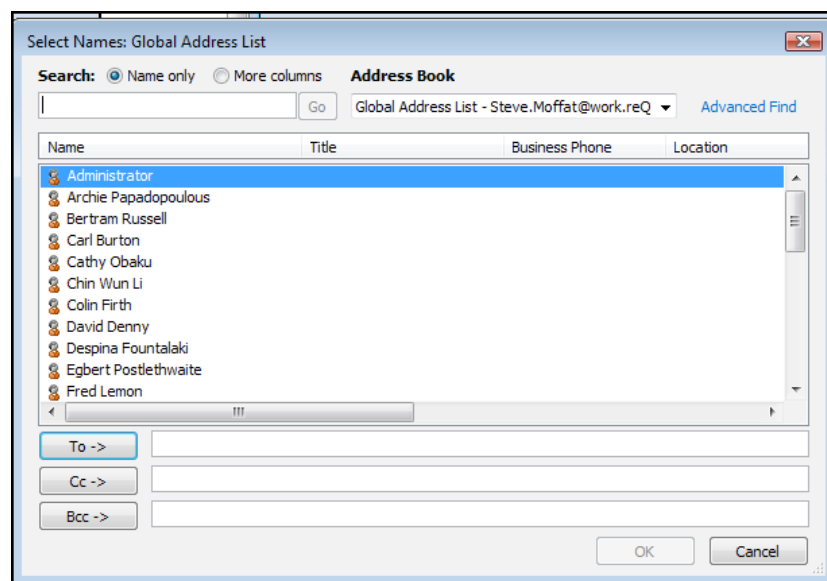 Select Names: Global Address List
Search: Name only More columns Address Book
Go Global Address List - Steve.Moffat@work.reQ Advanced Find
Name Title Business Phone Location
Administrator
Archie Papadopoulous
Bertram Russell
Carl Burton
Cathy Obaku
Chin Wun Li
Colin Firth
David Denny
Despina Fountalaki
Egbert Postlethwaite
Fred Lemon
To ->
Cc ->
Bcc ->
OK Cancel